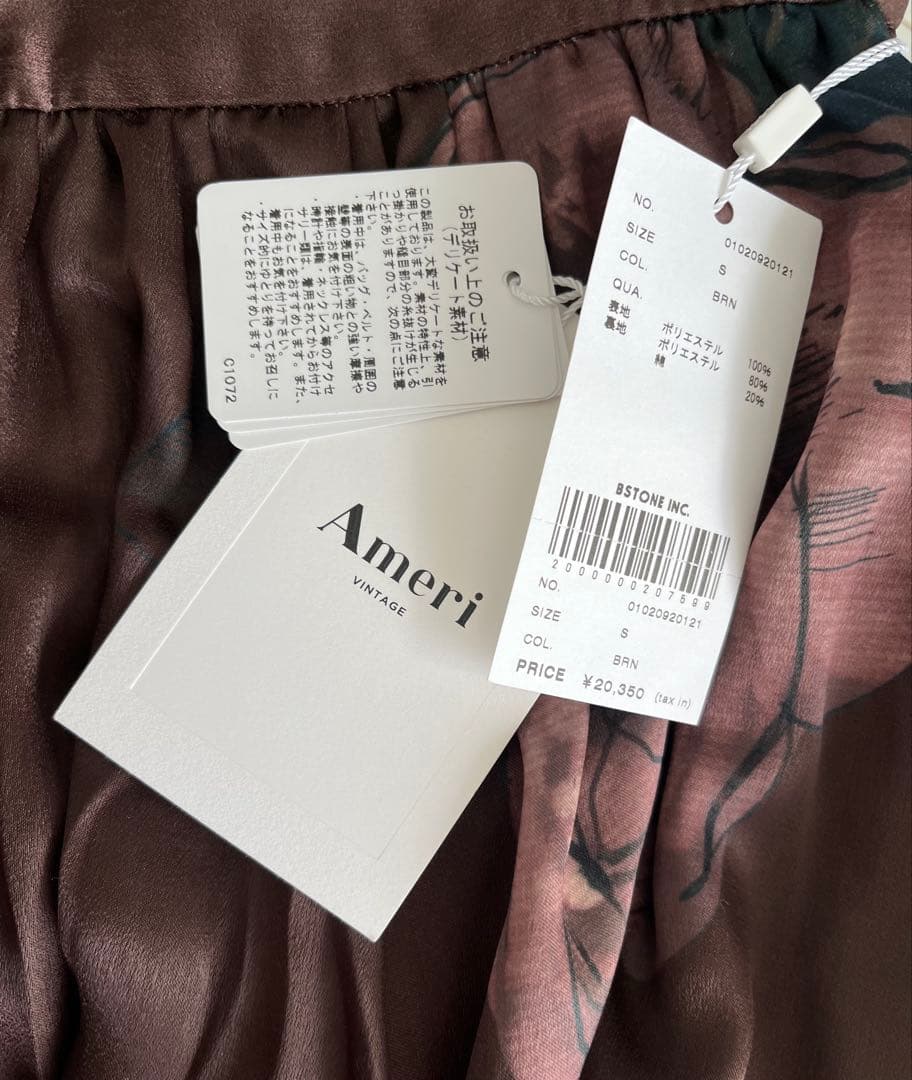 お取扱い上のご注意
（デリケート素材）
この製品は、大変デリケートな素材を
使用しております。素材の特性上、引
っ掛かりや縫目部分の糸抜けが生じる
ことがありますので、次の点にご注意
下さい。
・着用中は、バッグ・ベルト・周囲の
壁等の表面の粗い物との強い摩擦や
接触にお気を付け下さい。
・時計や指輪、ネックレス等のアクセ
サリー類は、着用されてからお付け
になることをおすすめします。また、
着用中もお気を付け下さい。
・サイズ的にゆとりを持ってお召しに
なることをおすすめします。
C1072
Ameri
VINTAGE
NO. 01020920121
SIZE S
COL. BRN
QUA.
表地 ポリエステル 100%
裏地 ポリエステル 80%
綿 20%
BSTONE INC.
2000000207599
NO. 01020920121
SIZE S
COL. BRN
PRICE ¥20,350 (tax in)